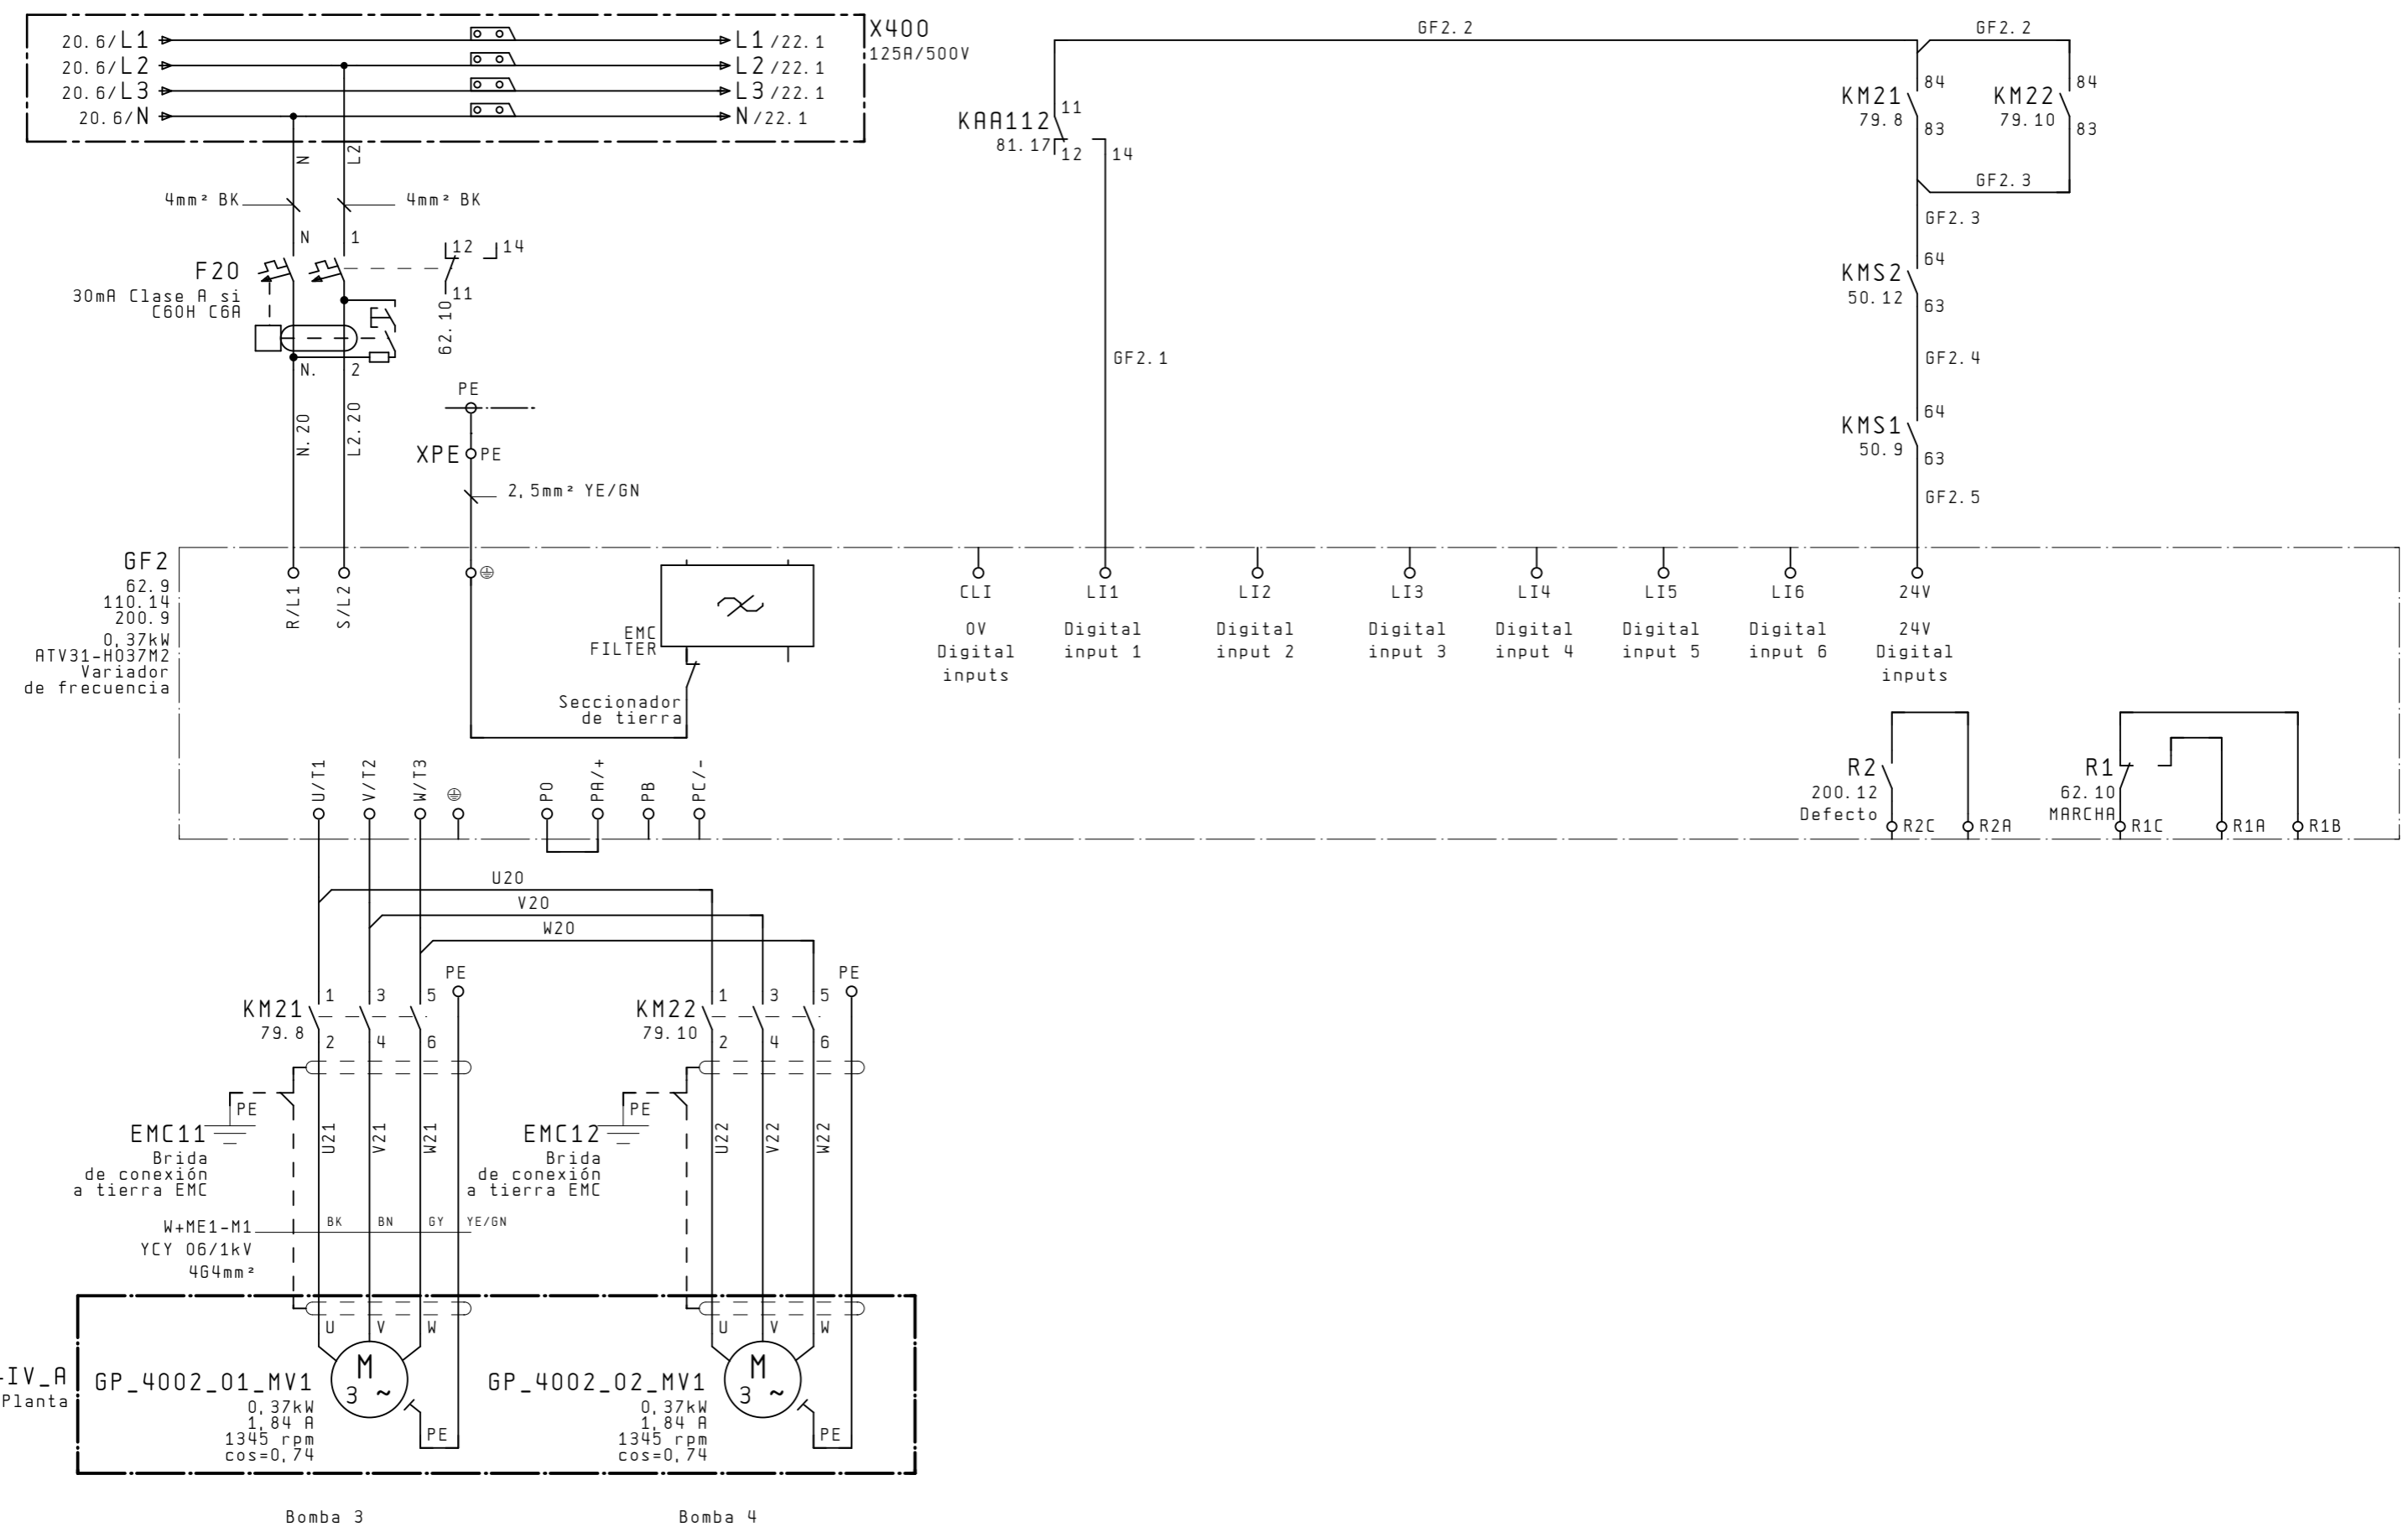 20.6/L1
L1/22.1
X400
125A/500V
20.6/L2
L2/22.1
20.6/L3
L3/22.1
20.6/N
N/22.1
N
L2
4mm² BK
4mm² BK
N
1
F20
30mA Clase A si
C60H C6A
12
14
11
62.10
N.
2
N.20
L2.20
PE
XPE
PE
2,5mm² YE/GN
GF2.2
GF2.2
KAA112
81.17
11
12
14
GF2.1
KM21
79.8
84
83
KM22
79.10
84
83
GF2.3
GF2.3
KMS2
50.12
64
63
GF2.4
KMS1
50.9
64
63
GF2.5
GF2
62.9
110.14
200.9
0,37kW
ATV31-H037M2
Variador
de frecuencia
R/L1
S/L2
EMC
FILTER
Seccionador
de tierra
CLI
0V
Digital
inputs
LI1
Digital
input 1
LI2
Digital
input 2
LI3
Digital
input 3
LI4
Digital
input 4
LI5
Digital
input 5
LI6
Digital
input 6
24V
24V
Digital
inputs
U/T1
V/T2
W/T3
P0
PA/+
PB
PC/-
R2
200.12
Defecto
R2C
R2A
R1
62.10
MARCHA
R1C
R1A
R1B
U20
V20
W20
KM21
79.8
1
3
5
PE
2
4
6
KM22
79.10
1
3
5
PE
2
4
6
PE
EMC11
Brida
de conexión
a tierra EMC
U21
V21
W21
PE
EMC12
Brida
de conexión
a tierra EMC
U22
V22
W22
W+ME1-M1
YCY 06/1kV
4G4mm²
BK
BN
GY
YE/GN
IV_A
Planta
U
V
W
M
3 ~
GP_4002_01_MV1
0,37kW
1,84 A
1345 rpm
cos=0,74
PE
U
V
W
M
3 ~
GP_4002_02_MV1
0,37kW
1,84 A
1345 rpm
cos=0,74
PE
Bomba 3
Bomba 4